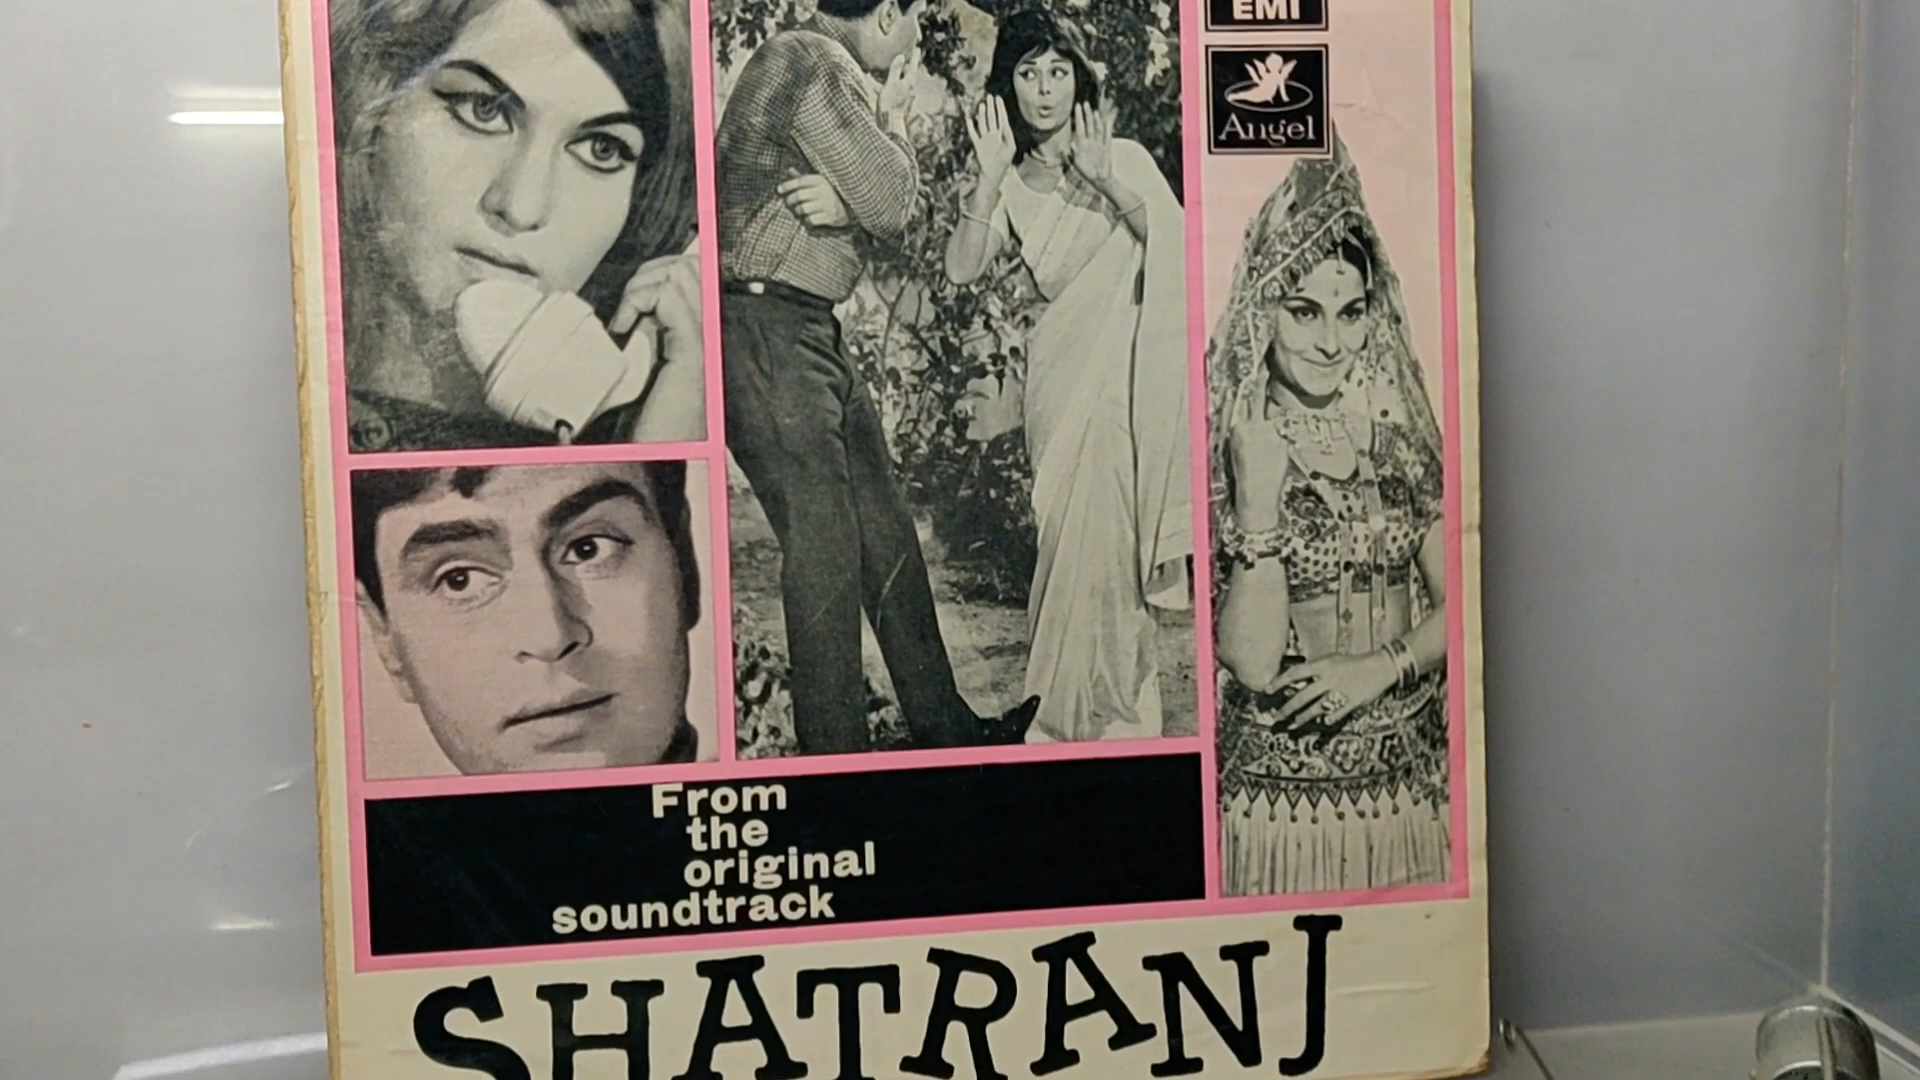 EMI
Angel
From
the
original
soundtrack
SHATRANJ